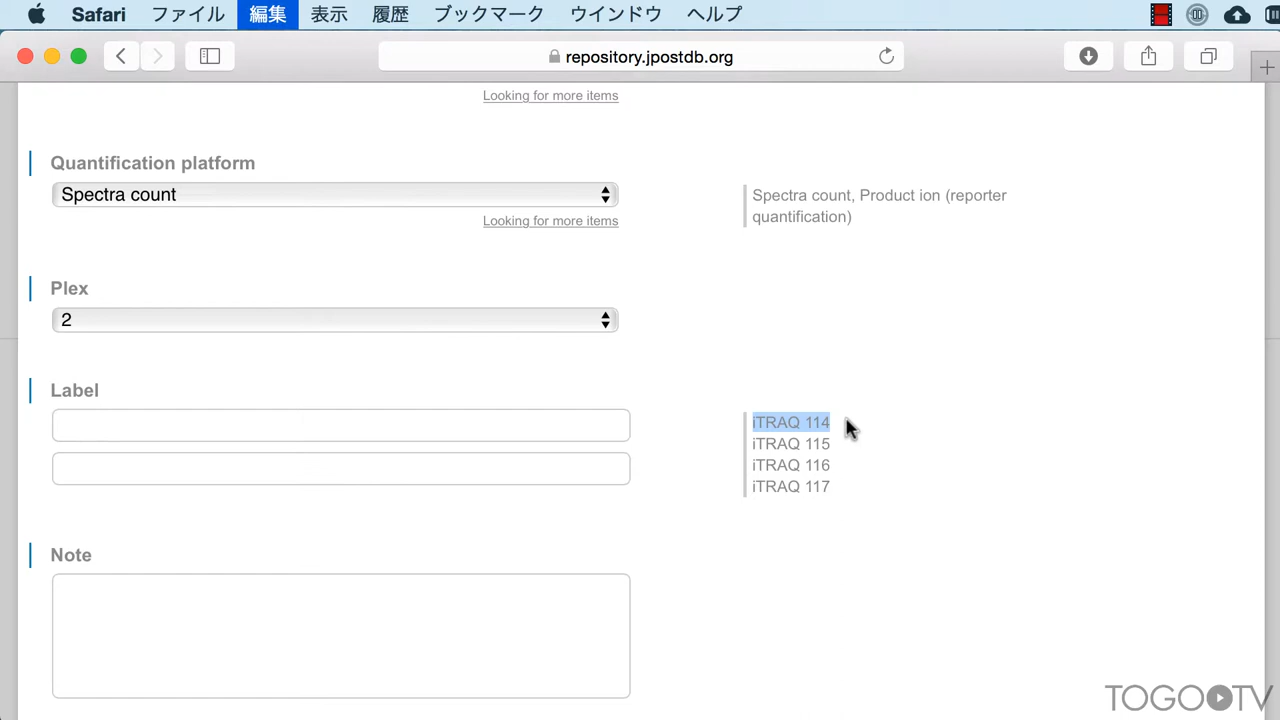 Safari ファイル 編集 表示 履歴 ブックマーク ウインドウ ヘルプ
repository.jpostdb.org
Looking for more items
Quantification platform
Spectra count
Spectra count, Product ion (reporter
quantification)
Looking for more items
Plex
2
Label
iTRAQ 114
iTRAQ 115
iTRAQ 116
iTRAQ 117
Note
TOGO TV